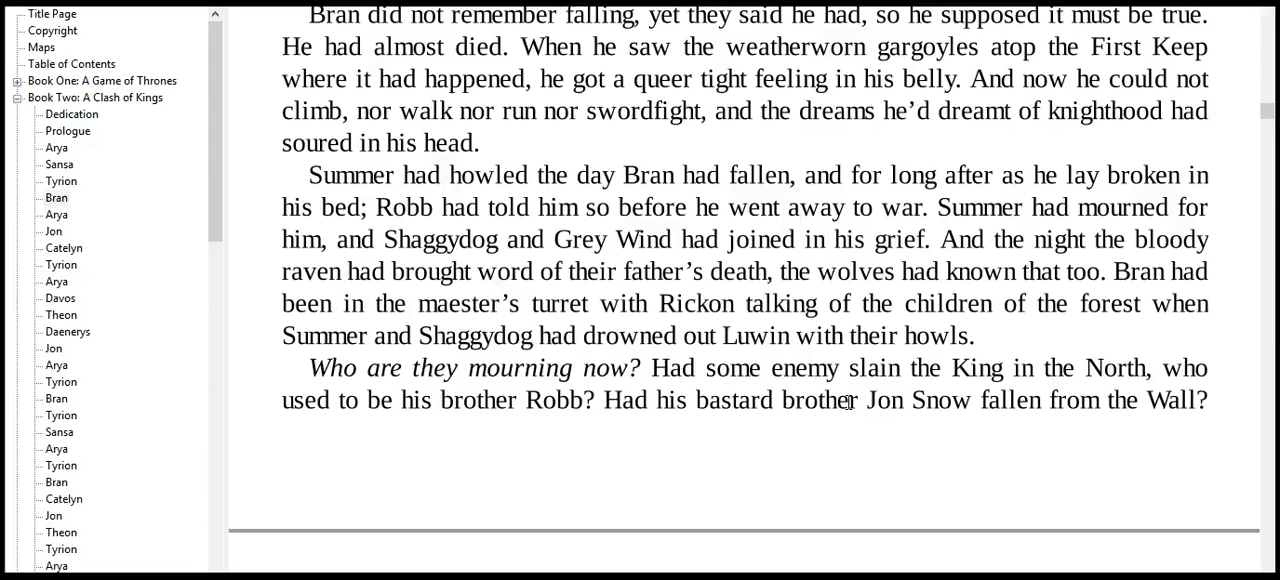 Title Page
Copyright
Maps
Table of Contents
Book One: A Game of Thrones
Book Two: A Clash of Kings
Dedication
Prologue
Arya
Sansa
Tyrion
Bran
Arya
Jon
Catelyn
Tyrion
Arya
Davos
Theon
Daenerys
Jon
Arya
Tyrion
Bran
Tyrion
Sansa
Arya
Tyrion
Bran
Catelyn
Jon
Theon
Tyrion
Arya
Bran did not remember falling, yet they said he had, so he supposed it must be true.
He had almost died. When he saw the weatherworn gargoyles atop the First Keep
where it had happened, he got a queer tight feeling in his belly. And now he could not
climb, nor walk nor run nor swordfight, and the dreams he’d dreamt of knighthood had
soured in his head.
Summer had howled the day Bran had fallen, and for long after as he lay broken in
his bed; Robb had told him so before he went away to war. Summer had mourned for
him, and Shaggydog and Grey Wind had joined in his grief. And the night the bloody
raven had brought word of their father’s death, the wolves had known that too. Bran had
been in the maester’s turret with Rickon talking of the children of the forest when
Summer and Shaggydog had drowned out Luwin with their howls.
Who are they mourning now? Had some enemy slain the King in the North, who
used to be his brother Robb? Had his bastard brother Jon Snow fallen from the Wall?